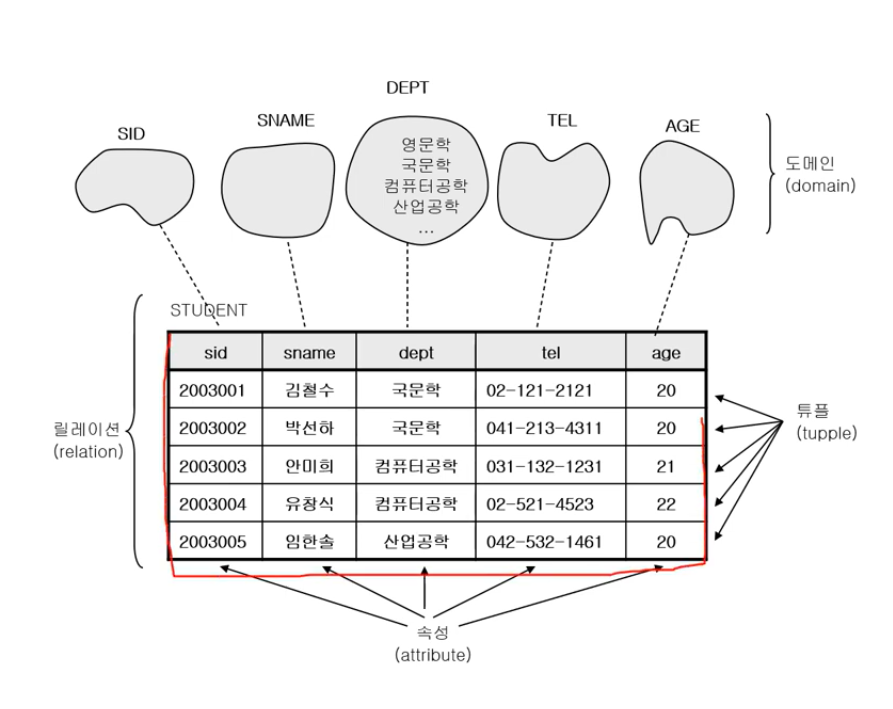 DEPT
SID
SNAME
TEL
AGE
영문학
국문학
컴퓨터공학
산업공학
...
도메인
(domain)
STUDENT
sid sname dept tel age
2003001 김철수 국문학 02-121-2121 20
2003002 박선하 국문학 041-213-4311 20
2003003 안미희 컴퓨터공학 031-132-1231 21
2003004 유창식 컴퓨터공학 02-521-4523 22
2003005 임한솔 산업공학 042-532-1461 20
릴레이션
(relation)
튜플
(tupple)
속성
(attribute)